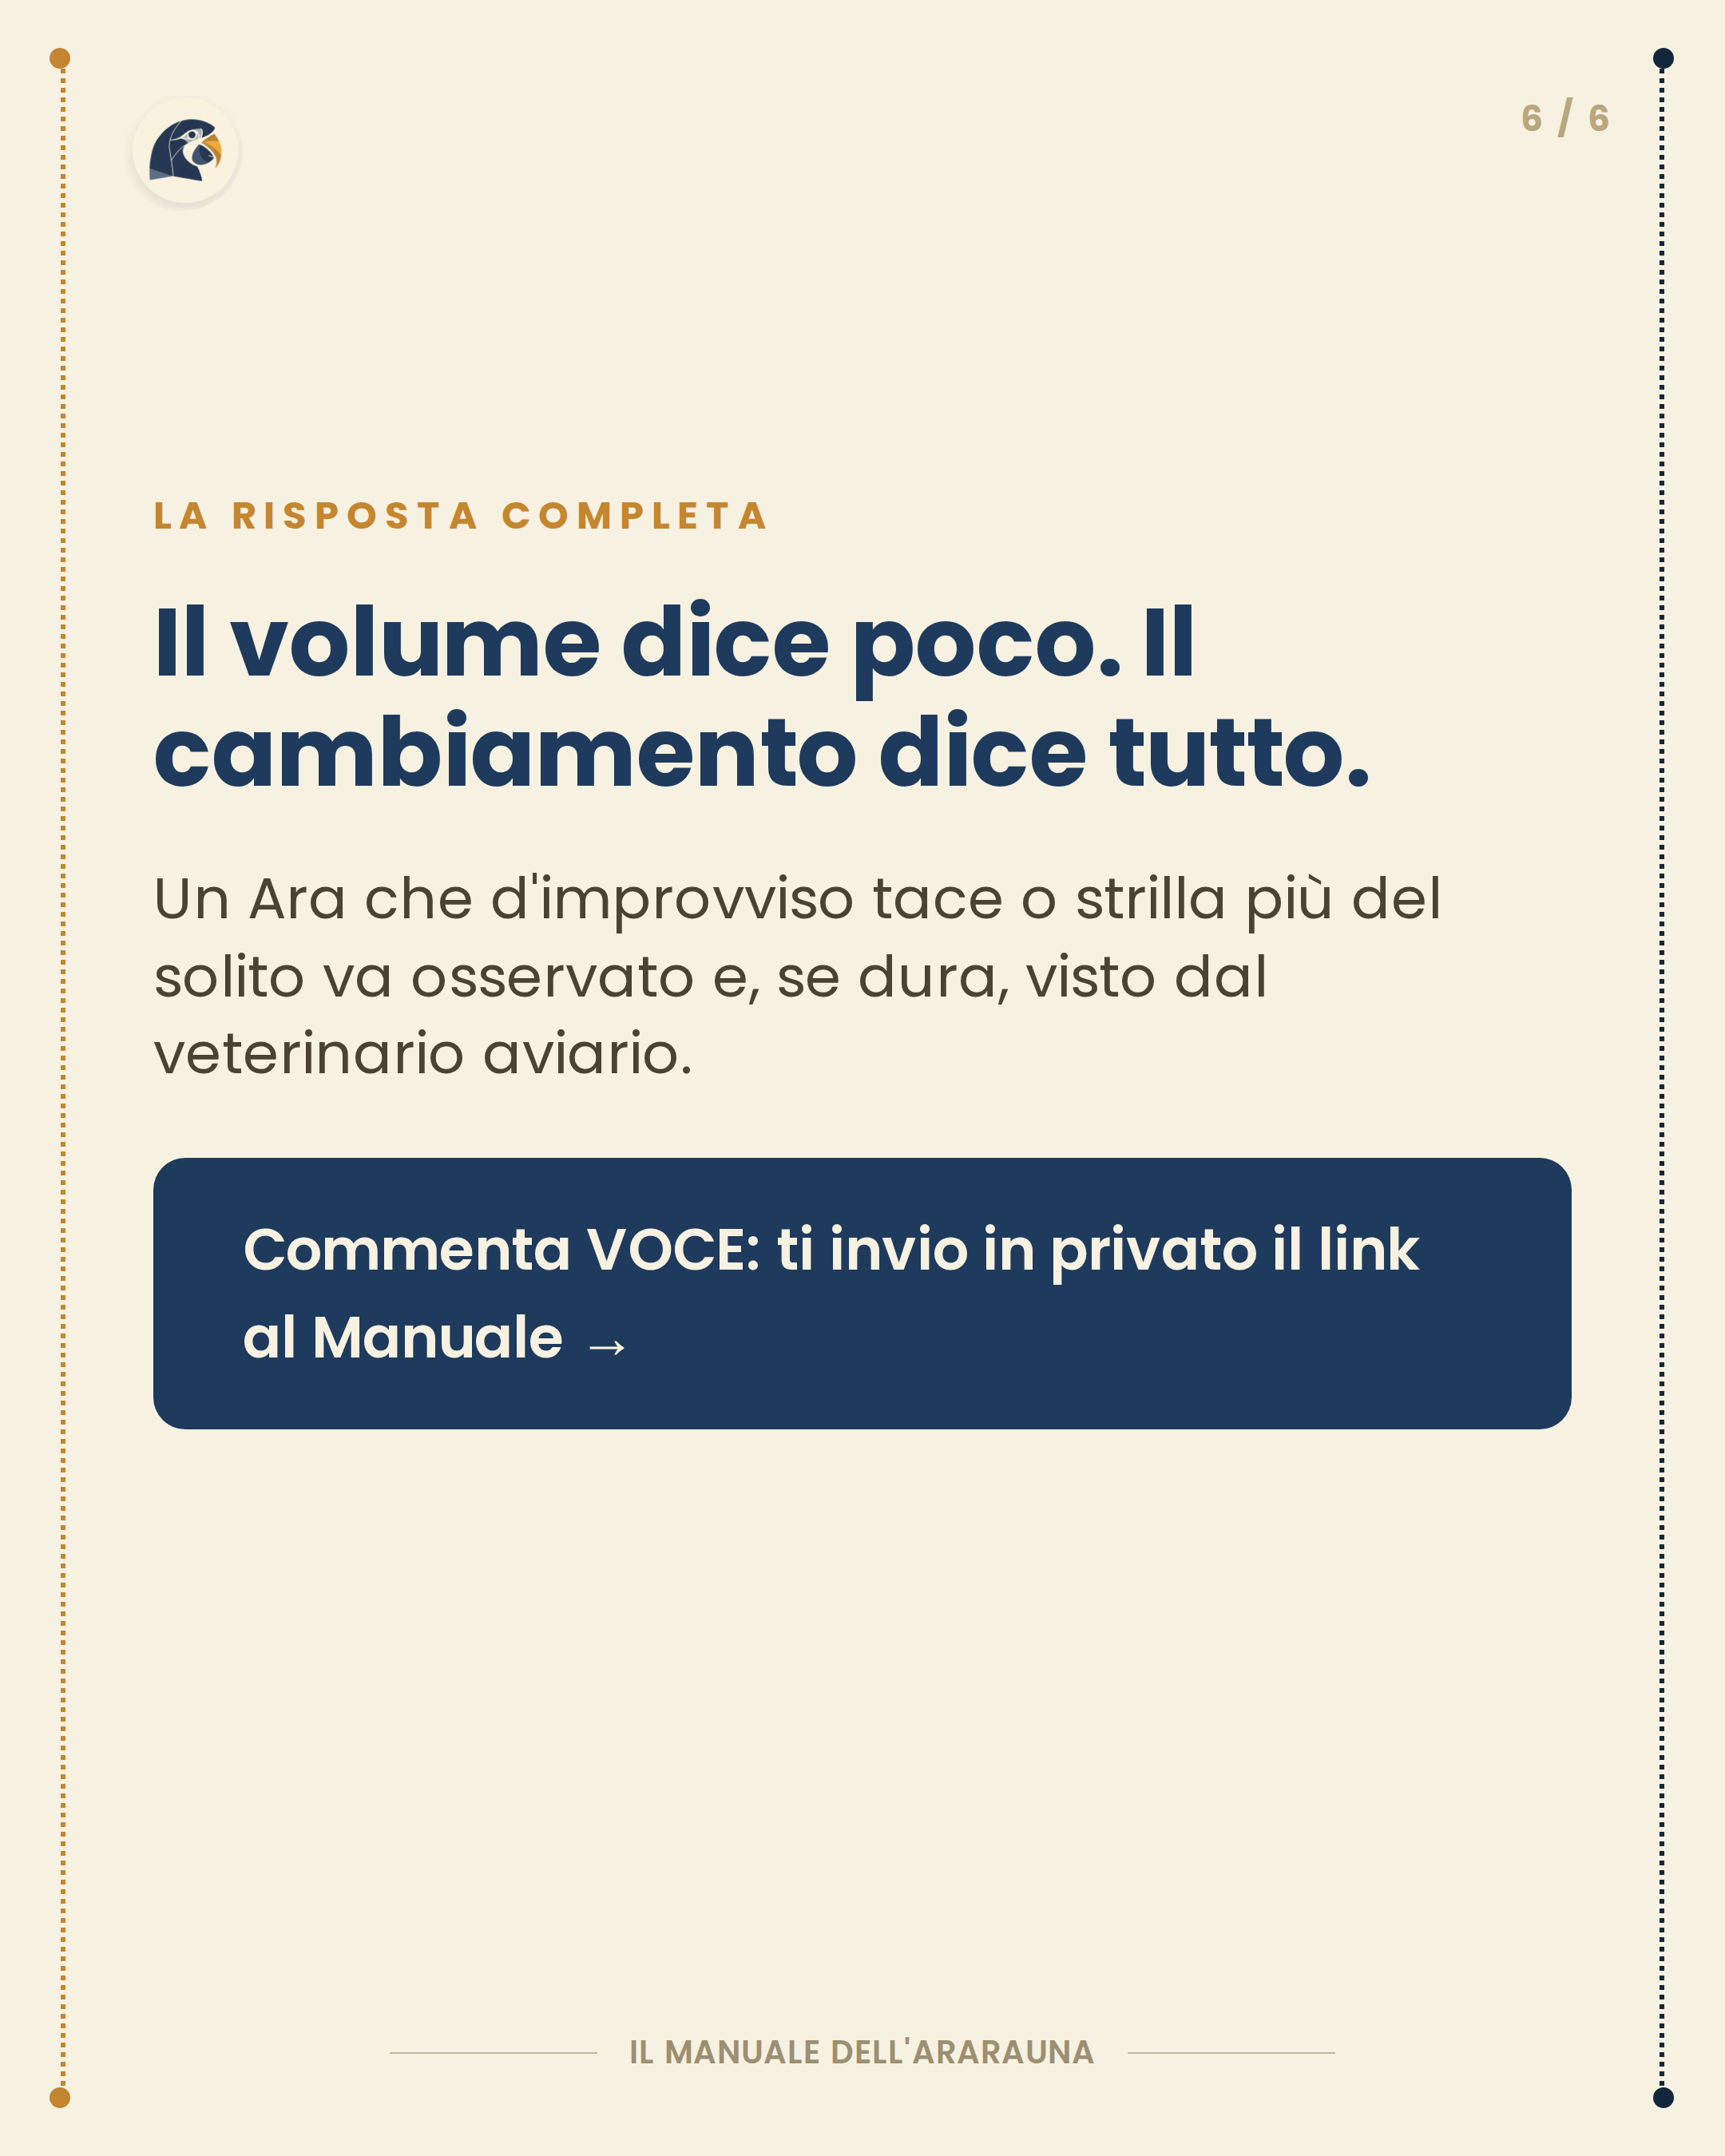 6 / 6
LA RISPOSTA COMPLETA
Il volume dice poco. Il
cambiamento dice tutto.
Un Ara che d'improvviso tace o strilla più del
solito va osservato e, se dura, visto dal
veterinario aviario.
Commenta VOCE: ti invio in privato il link
al Manuale →
IL MANUALE DELL'ARARAUNA